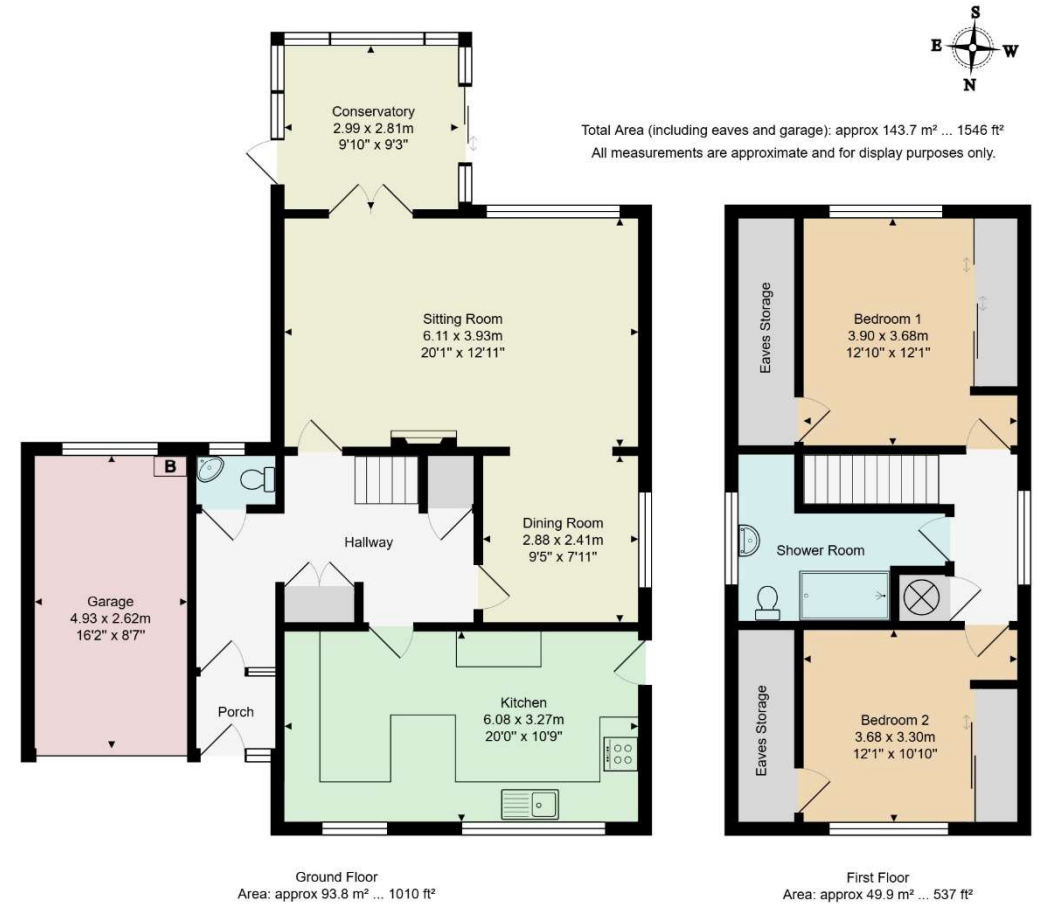 S
E W
N
Total Area (including eaves and garage): approx 143.7 m² ... 1546 ft²
All measurements are approximate and for display purposes only.
Conservatory
2.99 x 2.81m
9'10" x 9'3"
Sitting Room
6.11 x 3.93m
20'1" x 12'11"
Eaves Storage
Bedroom 1
3.90 x 3.68m
12'10" x 12'1"
B
Hallway
Dining Room
2.88 x 2.41m
9'5" x 7'11"
Shower Room
Garage
4.93 x 2.62m
16'2" x 8'7"
Porch
Kitchen
6.08 x 3.27m
20'0" x 10'9"
Eaves Storage
Bedroom 2
3.68 x 3.30m
12'1" x 10'10"
Ground Floor
Area: approx 93.8 m² ... 1010 ft²
First Floor
Area: approx 49.9 m² ... 537 ft²